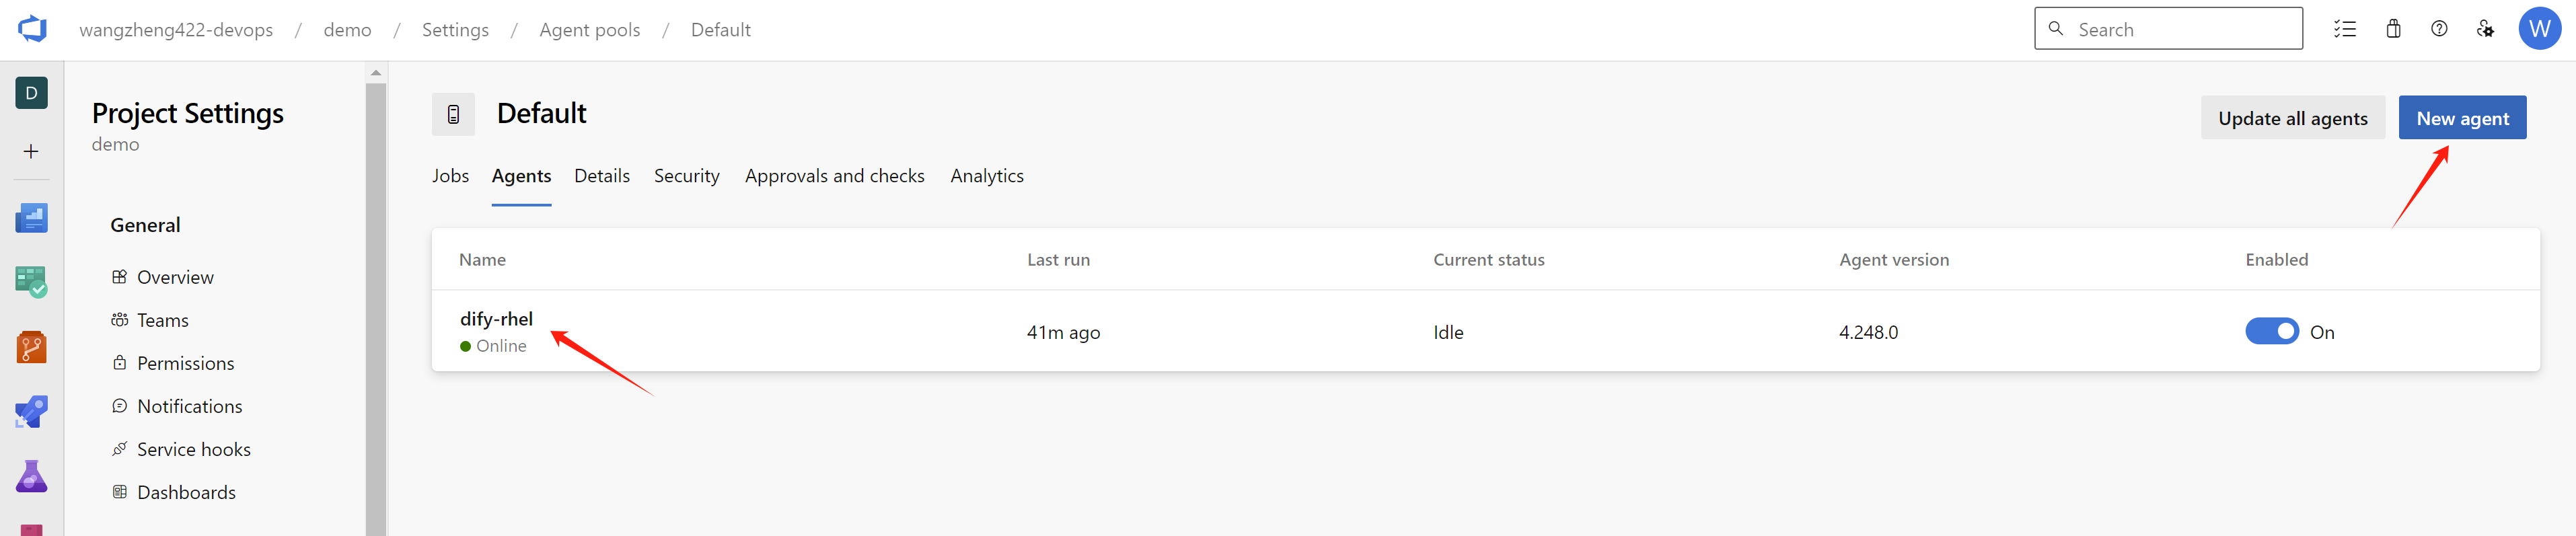 wangzheng422-devops / demo / Settings / Agent pools / Default
Search
W
D
Project Settings
demo
General
Overview
Teams
Permissions
Notifications
Service hooks
Dashboards
Default
Update all agents
New agent
Jobs Agents Details Security Approvals and checks Analytics
Name Last run Current status Agent version Enabled
dify-rhel
Online
41m ago Idle 4.248.0 On